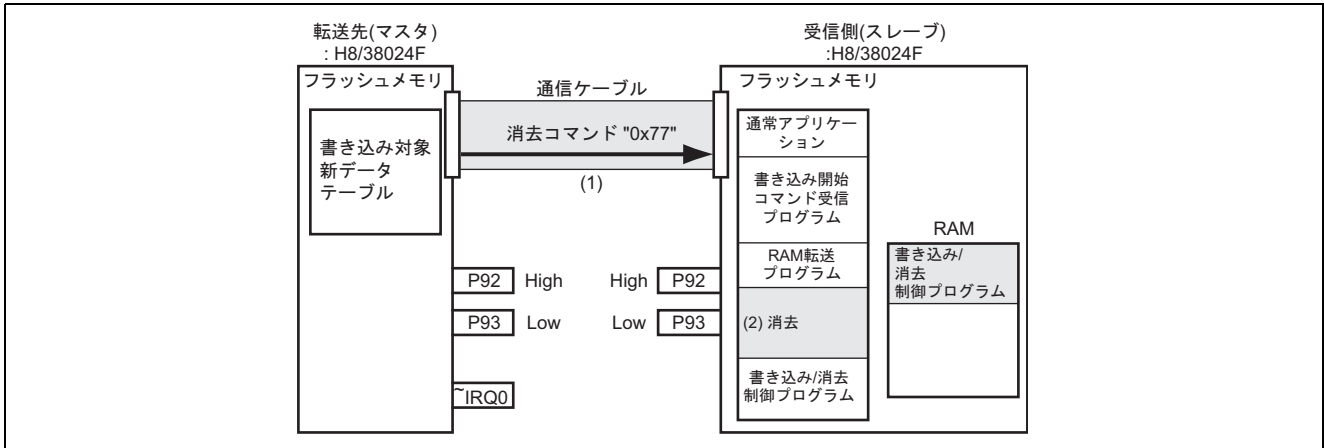 転送先(マスタ)
: H8/38024F
フラッシュメモリ
書き込み対象
新データ
テーブル
通信ケーブル
消去コマンド "0x77"
(1)
P92 High
P93 Low
~IRQ0
受信側(スレーブ)
:H8/38024F
フラッシュメモリ
通常アプリケー
ション
書き込み開始
コマンド受信
プログラム
RAM転送
プログラム
(2) 消去
書き込み/消去
制御プログラム
High P92
Low P93
RAM
書き込み/
消去
制御プログラム